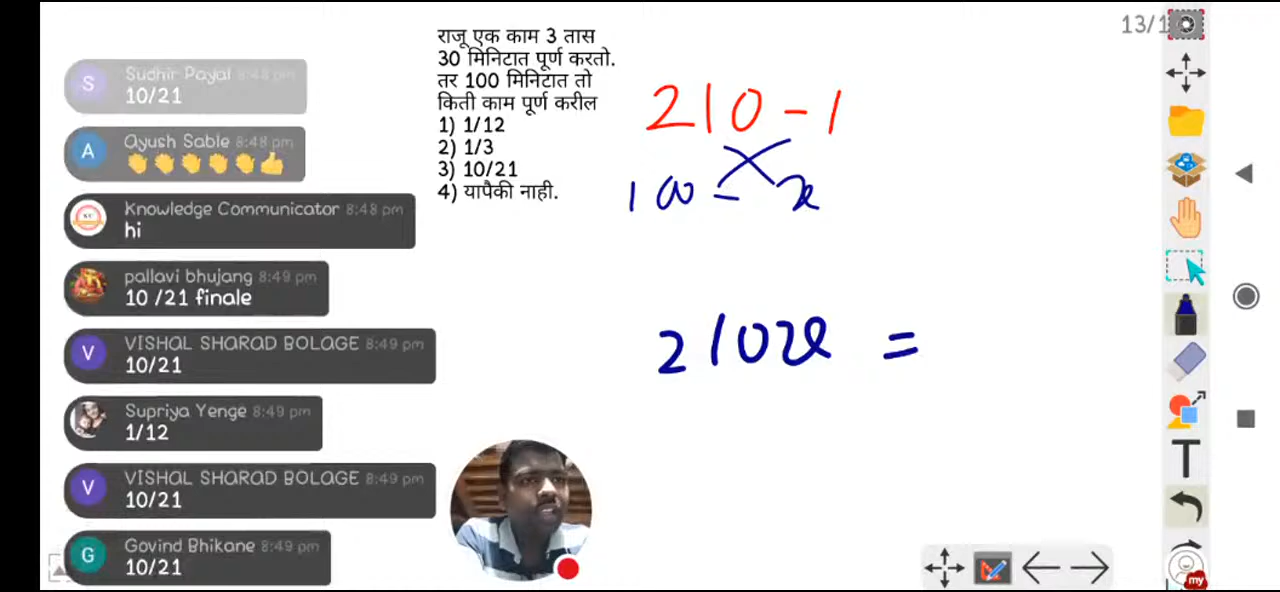 13/1
राजू एक काम 3 तास
30 मिनिटात पूर्ण करतो.
तर 100 मिनिटात तो
किती काम पूर्ण करील
1) 1/12
2) 1/3
3) 10/21
4) यापैकी नाही.
210 - 1
100 - x
210x =
S
Sudhir Payal 8:48 pm
10/21
A
Ayush Sable 8:48 pm
👏👏👏👏👏👍
KC
Knowledge Communicator 8:48 pm
hi
pallavi bhujang 8:49 pm
10 /21 finale
V
VISHAL SHARAD BOLAGE 8:49 pm
10/21
Supriya Yenge 8:49 pm
1/12
V
VISHAL SHARAD BOLAGE 8:49 pm
10/21
G
Govind Bhikane 8:49 pm
10/21
T
my